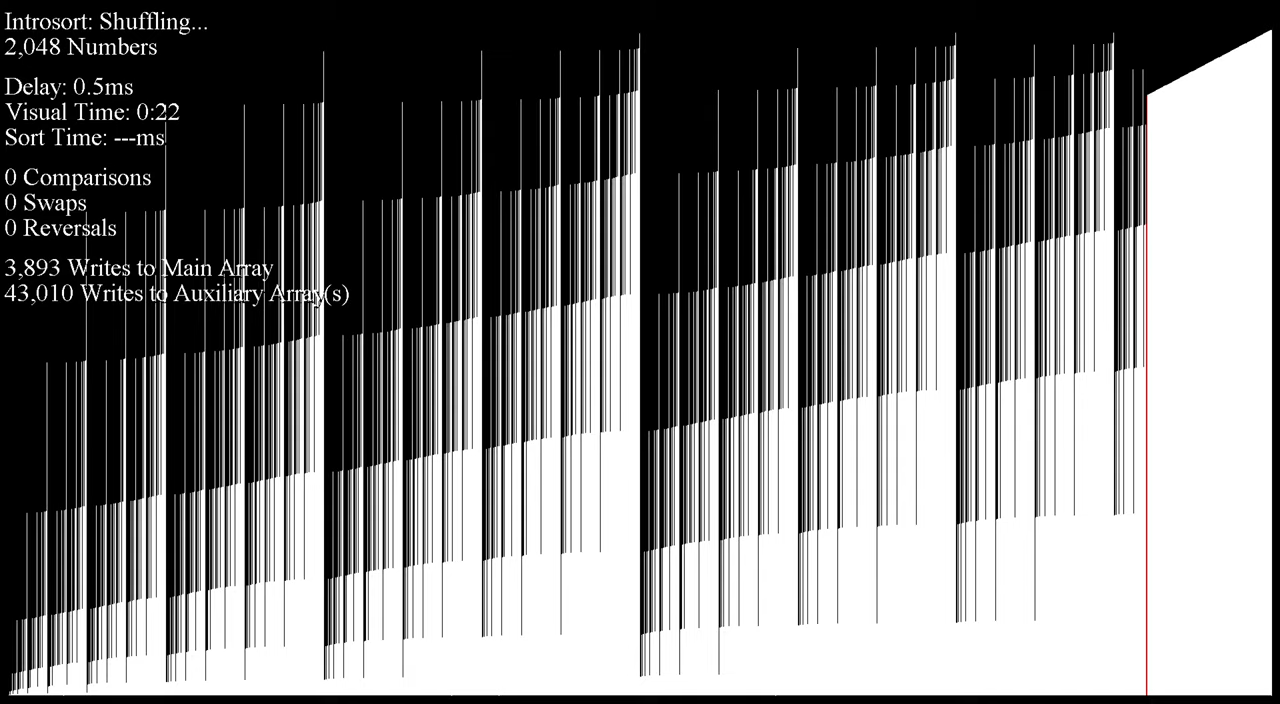 Introsort: Shuffling...
2,048 Numbers
Delay: 0.5ms
Visual Time: 0:22
Sort Time: ---ms
0 Comparisons
0 Swaps
0 Reversals
3,893 Writes to Main Array
43,010 Writes to Auxiliary Array(s)